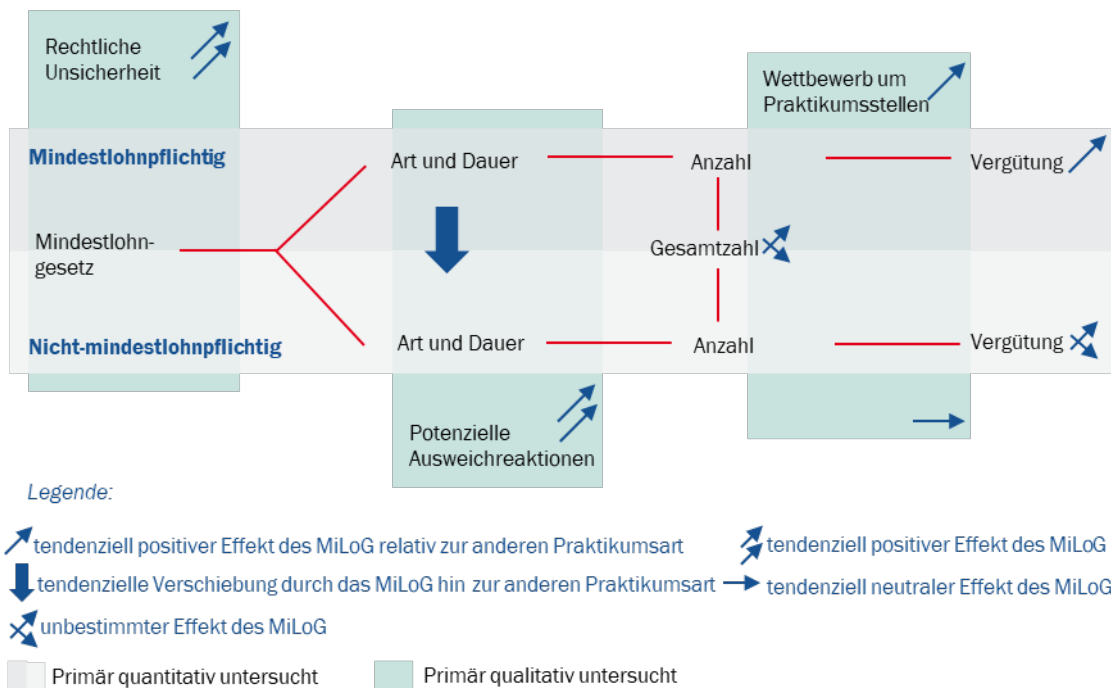 Rechtliche
Unsicherheit
Wettbewerb um
Praktikumsstellen
Mindestlohnpflichtig
Art und Dauer
Anzahl
Vergütung
Mindestlohn-
gesetz
Gesamtzahl
Nicht-mindestlohnpflichtig
Art und Dauer
Anzahl
Vergütung
Potenzielle
Ausweichreaktionen
Legende:
tendenziell positiver Effekt des MiLoG relativ zur anderen Praktikumsart
tendenziell positiver Effekt des MiLoG
tendenzielle Verschiebung durch das MiLoG hin zur anderen Praktikumsart
tendenziell neutraler Effekt des MiLoG
unbestimmter Effekt des MiLoG
Primär quantitativ untersucht
Primär qualitativ untersucht